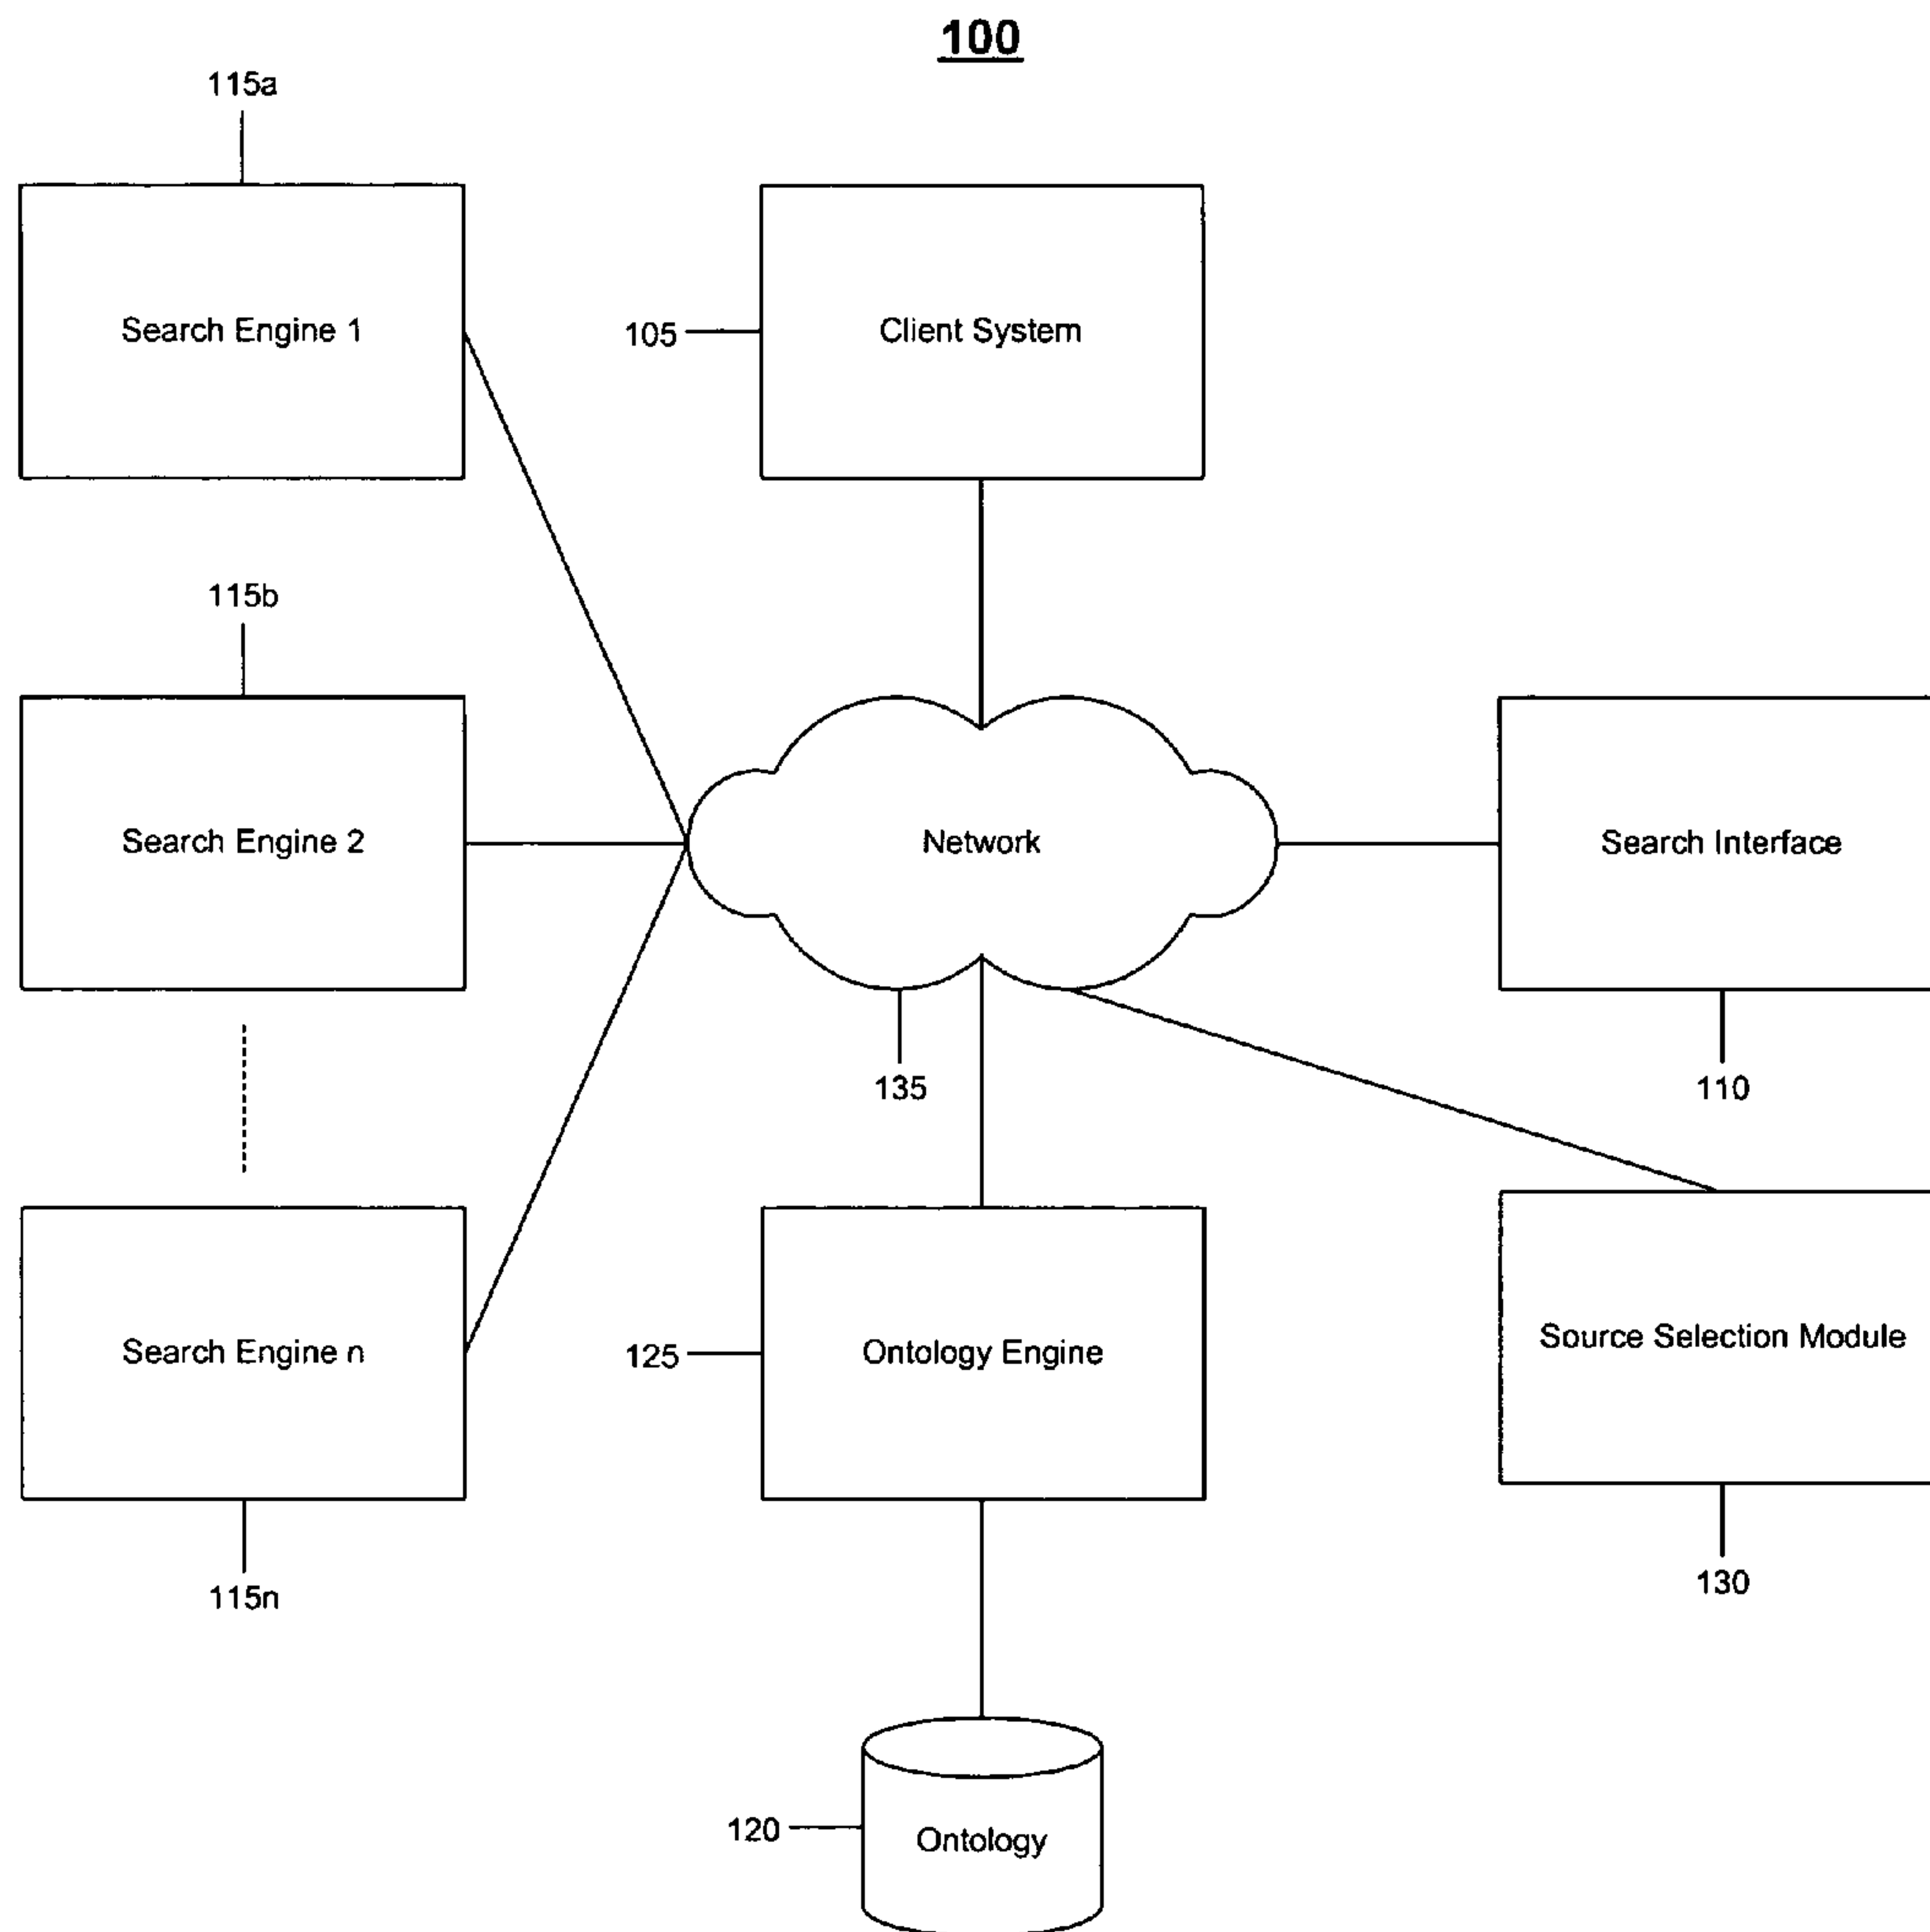 100
115a
Search Engine 1
105
Client System
115b
Search Engine 2
Network
Search Interface
135
110
Search Engine n
125
Ontology Engine
Source Selection Module
115n
130
120
Ontology